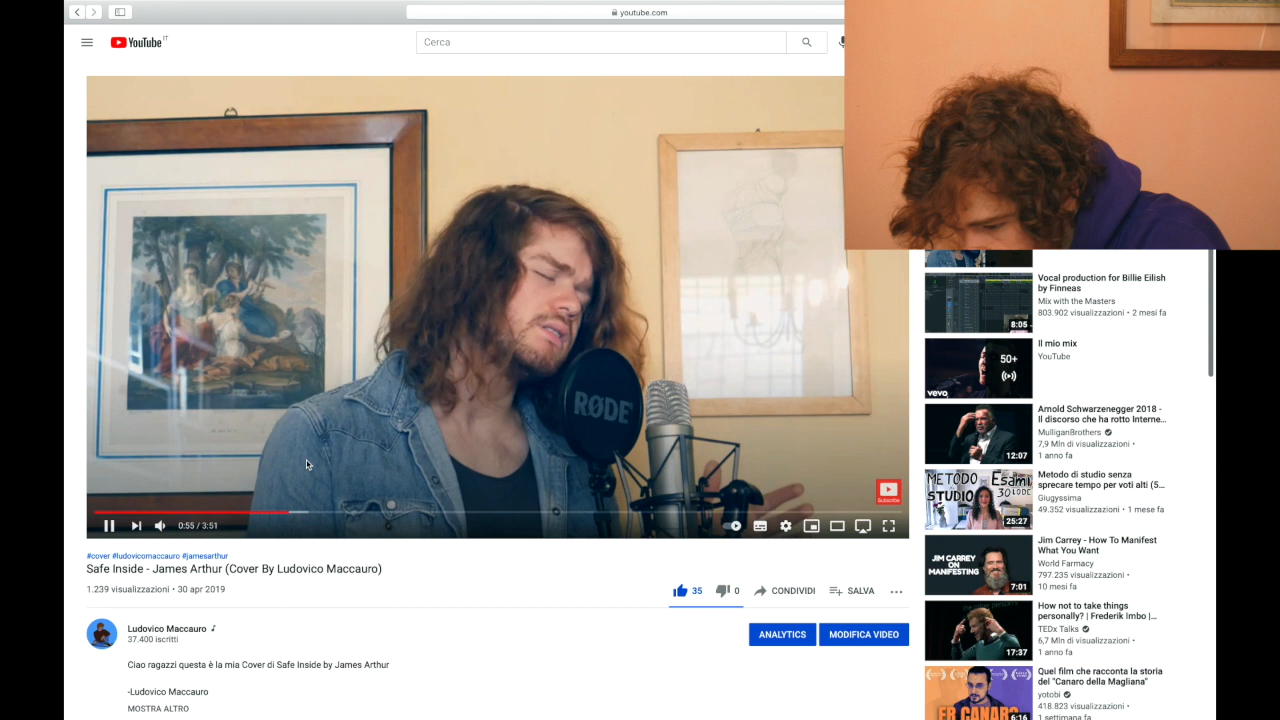 youtube.com
YouTube IT
Cerca
RØDE
Subscribe
0:55 / 3:51
#cover #ludovicomaccauro #jamesarthur
Safe Inside - James Arthur (Cover By Ludovico Maccauro)
1.239 visualizzazioni • 30 apr 2019
35
0
CONDIVIDI
SALVA
Ludovico Maccauro
37.400 iscritti
ANALYTICS
MODIFICA VIDEO
Ciao ragazzi questa è la mia Cover di Safe Inside by James Arthur
-Ludovico Maccauro
MOSTRA ALTRO
8:05
Vocal production for Billie Eilish
by Finneas
Mix with the Masters
803.902 visualizzazioni • 2 mesi fa
50+
vevo
Il mio mix
YouTube
12:07
Arnold Schwarzenegger 2018 -
Il discorso che ha rotto Interne...
MulliganBrothers
7,9 Mln di visualizzazioni •
1 anno fa
METODO
STUDIO
Esami
30 LODE
25:27
Metodo di studio senza
sprecare tempo per voti alti (5...
Giugyssima
49.352 visualizzazioni • 1 mese fa
JIM CARREY
ON
MANIFESTING
7:01
Jim Carrey - How To Manifest
What You Want
World Farmacy
797.235 visualizzazioni •
10 mesi fa
17:37
How not to take things
personally? | Frederik Imbo |...
TEDx Talks
6,7 Mln di visualizzazioni •
1 anno fa
ER CANARO
6:16
Quel film che racconta la storia
del "Canaro della Magliana"
yotobi
418.823 visualizzazioni •
1 settimana fa